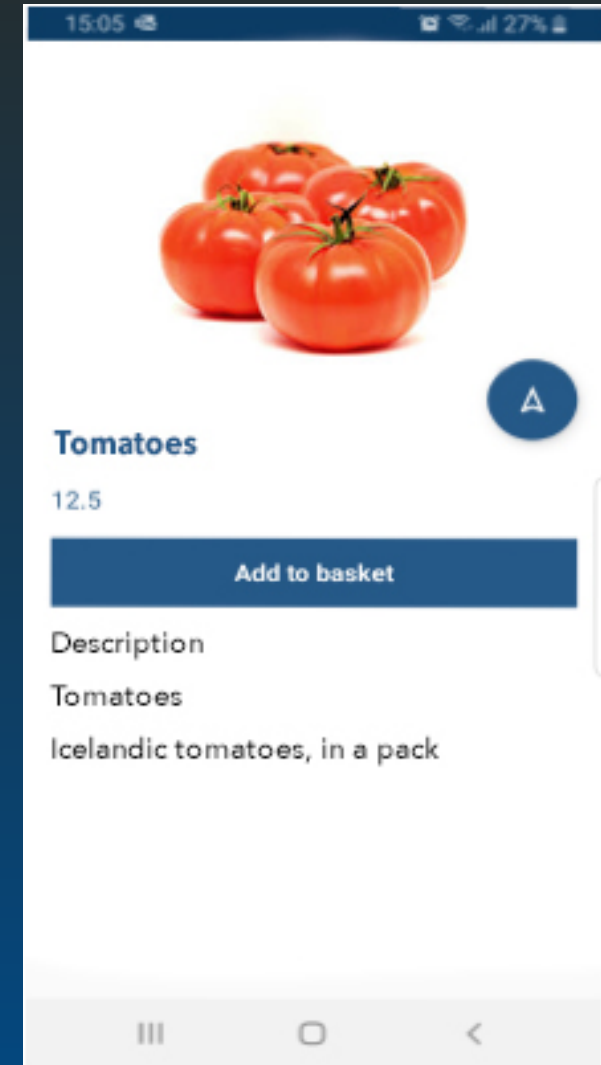 15:05
27%
Tomatoes
12.5
Add to basket
Description
Tomatoes
Icelandic tomatoes, in a pack